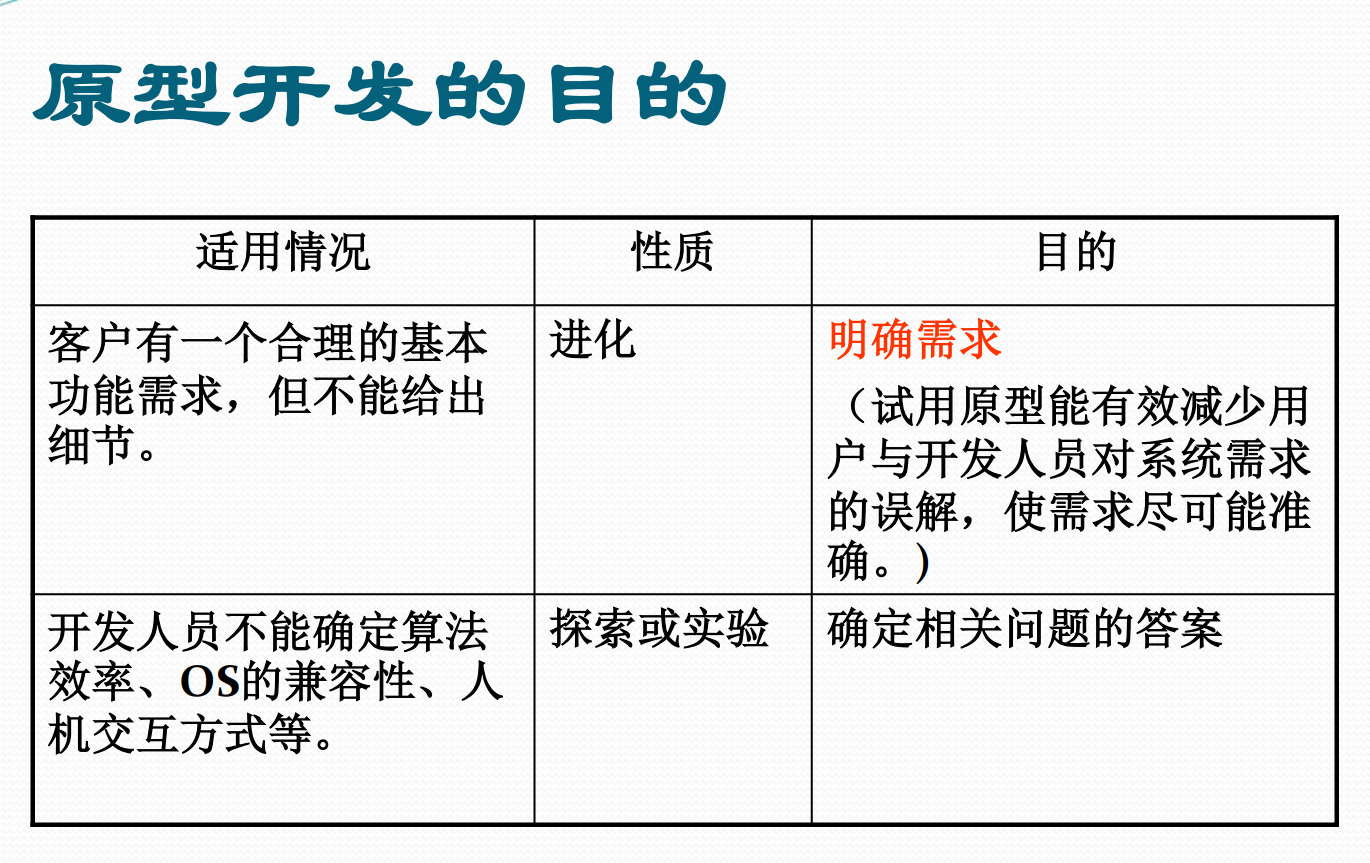 原型开发的目的
适用情况
性质
目的
客户有一个合理的基本
功能需求，但不能给出
细节。
进化
明确需求
（试用原型能有效减少用
户与开发人员对系统需求
的误解，使需求尽可能准
确。)
开发人员不能确定算法
效率、OS的兼容性、人
机交互方式等。
探索或实验
确定相关问题的答案